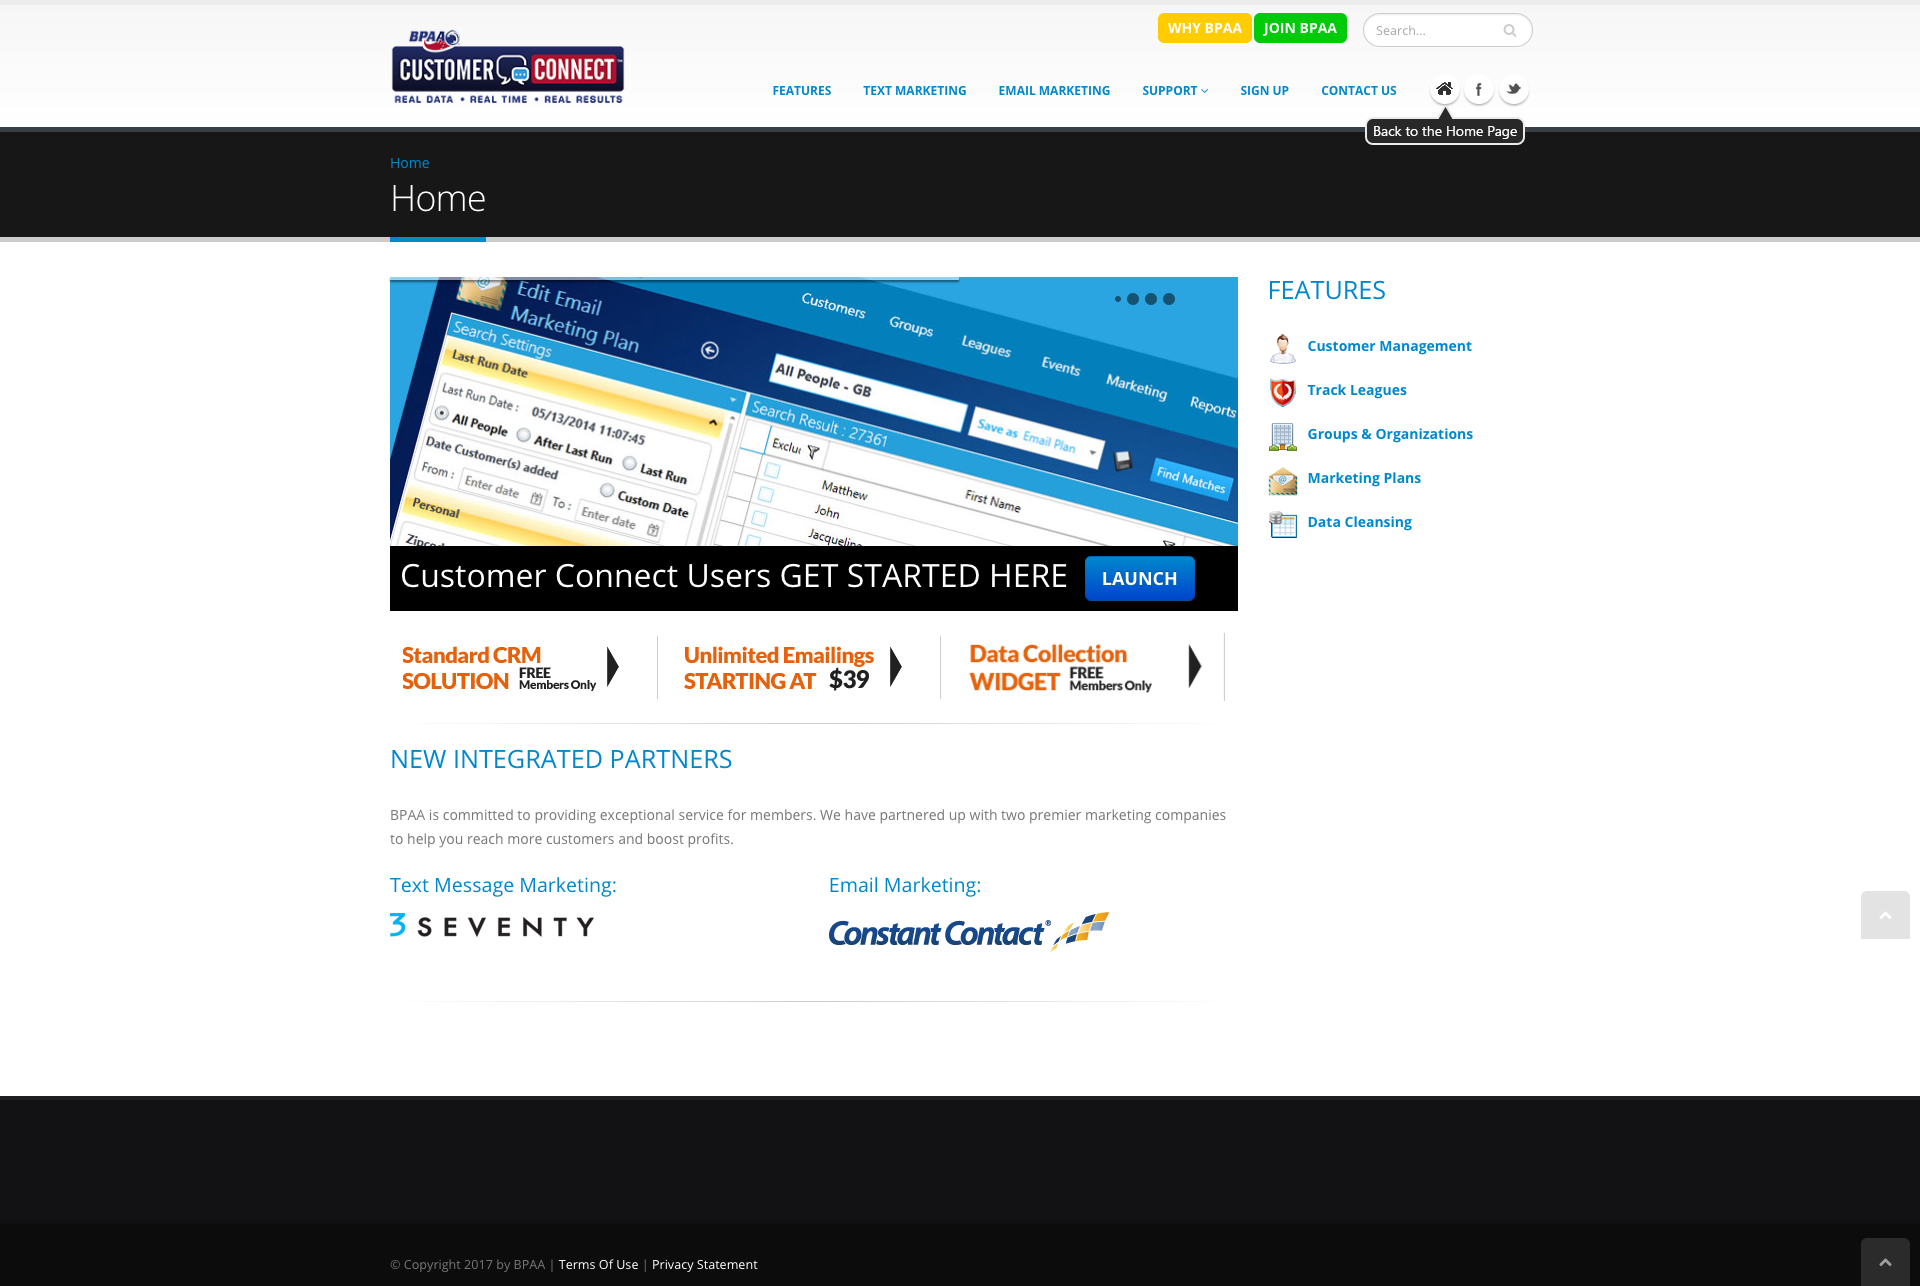 WHY BPAA
JOIN BPAA
Search...
BPAA
CUSTOMER CONNECT
REAL DATA • REAL TIME • REAL RESULTS
FEATURES
TEXT MARKETING
EMAIL MARKETING
SUPPORT
SIGN UP
CONTACT US
Back to the Home Page
Home
Home
Edit Email
Marketing Plan
Customers
Groups
Leagues
Events
Marketing
Reports
Search Settings
Last Run Date
Last Run Date : 05/13/2014 11:07:45
All People
After Last Run
Last Run
Date Customer(s) added
Custom Date
From : Enter date To : Enter date
Personal
All People - GB
Save as Email Plan
Find Matches
Search Result : 27361
First Name
Matthew
John
Jacqueline
Customer Connect Users GET STARTED HERE
LAUNCH
Standard CRM
SOLUTION FREE
Members Only
Unlimited Emailings
STARTING AT $39
Data Collection
WIDGET FREE
Members Only
NEW INTEGRATED PARTNERS
BPAA is committed to providing exceptional service for members. We have partnered up with two premier marketing companies
to help you reach more customers and boost profits.
Text Message Marketing:
3 SEVENTY
Email Marketing:
Constant Contact®
FEATURES
Customer Management
Track Leagues
Groups & Organizations
Marketing Plans
Data Cleansing
© Copyright 2017 by BPAA | Terms Of Use | Privacy Statement